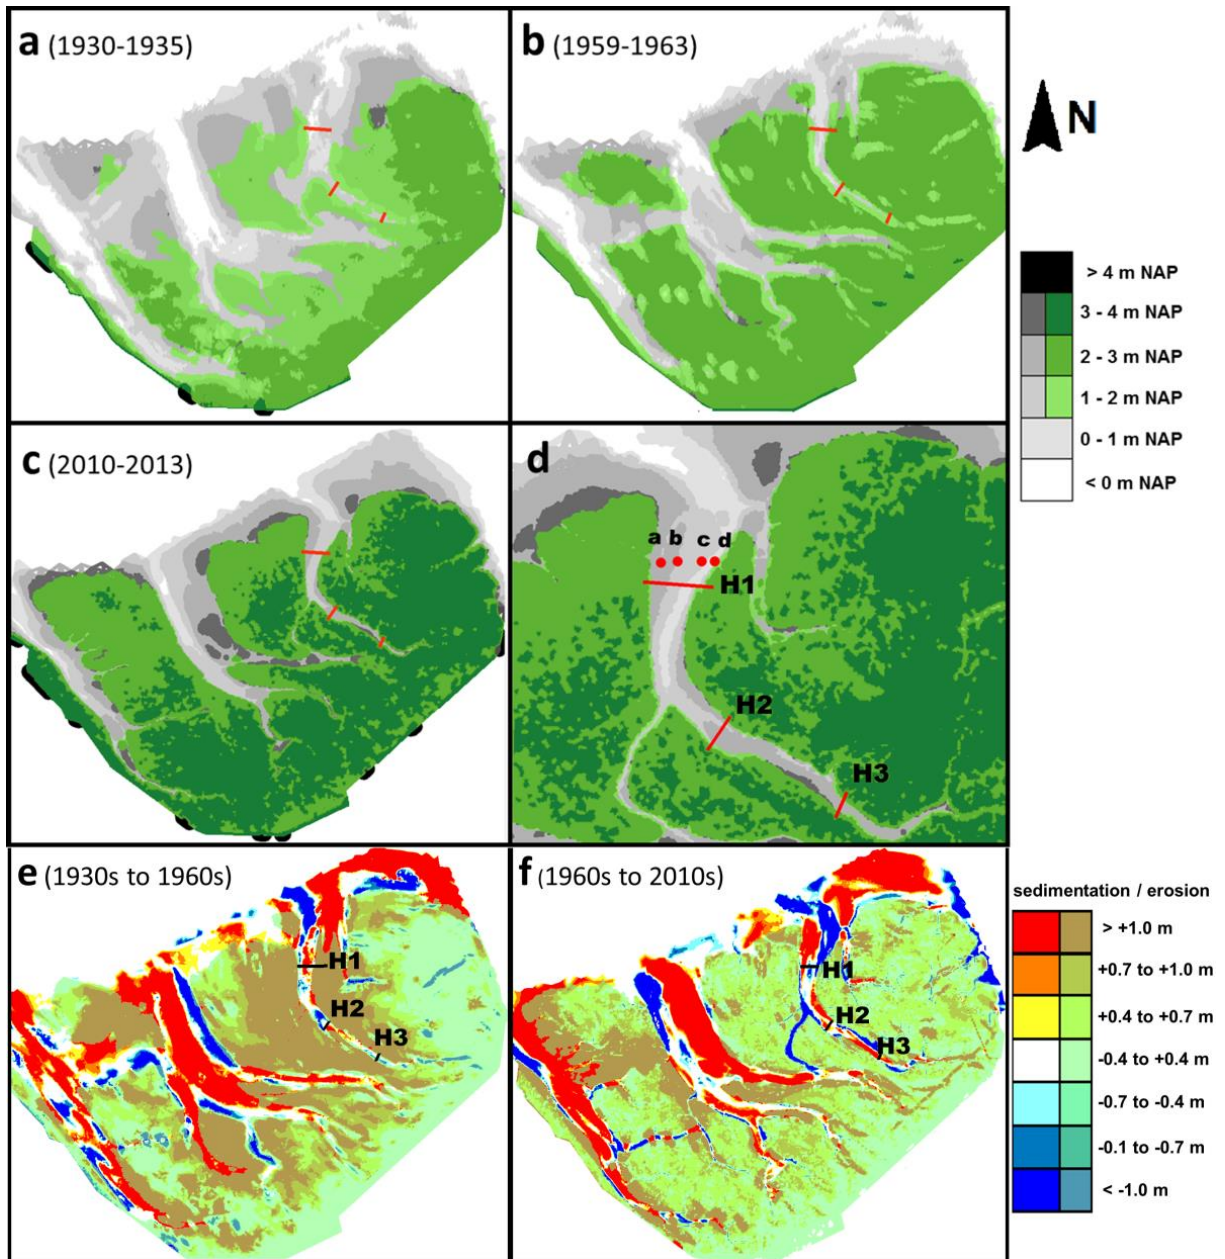 a (1930-1935)
b (1959-1963)
N
> 4 m NAP
3 - 4 m NAP
2 - 3 m NAP
1 - 2 m NAP
0 - 1 m NAP
< 0 m NAP
c (2010-2013)
d
a b c d
H1
H2
H3
e (1930s to 1960s)
H1
H2
H3
f (1960s to 2010s)
H1
H2
H3
sedimentation / erosion
> +1.0 m
+0.7 to +1.0 m
+0.4 to +0.7 m
-0.4 to +0.4 m
-0.7 to -0.4 m
-0.1 to -0.7 m
< -1.0 m